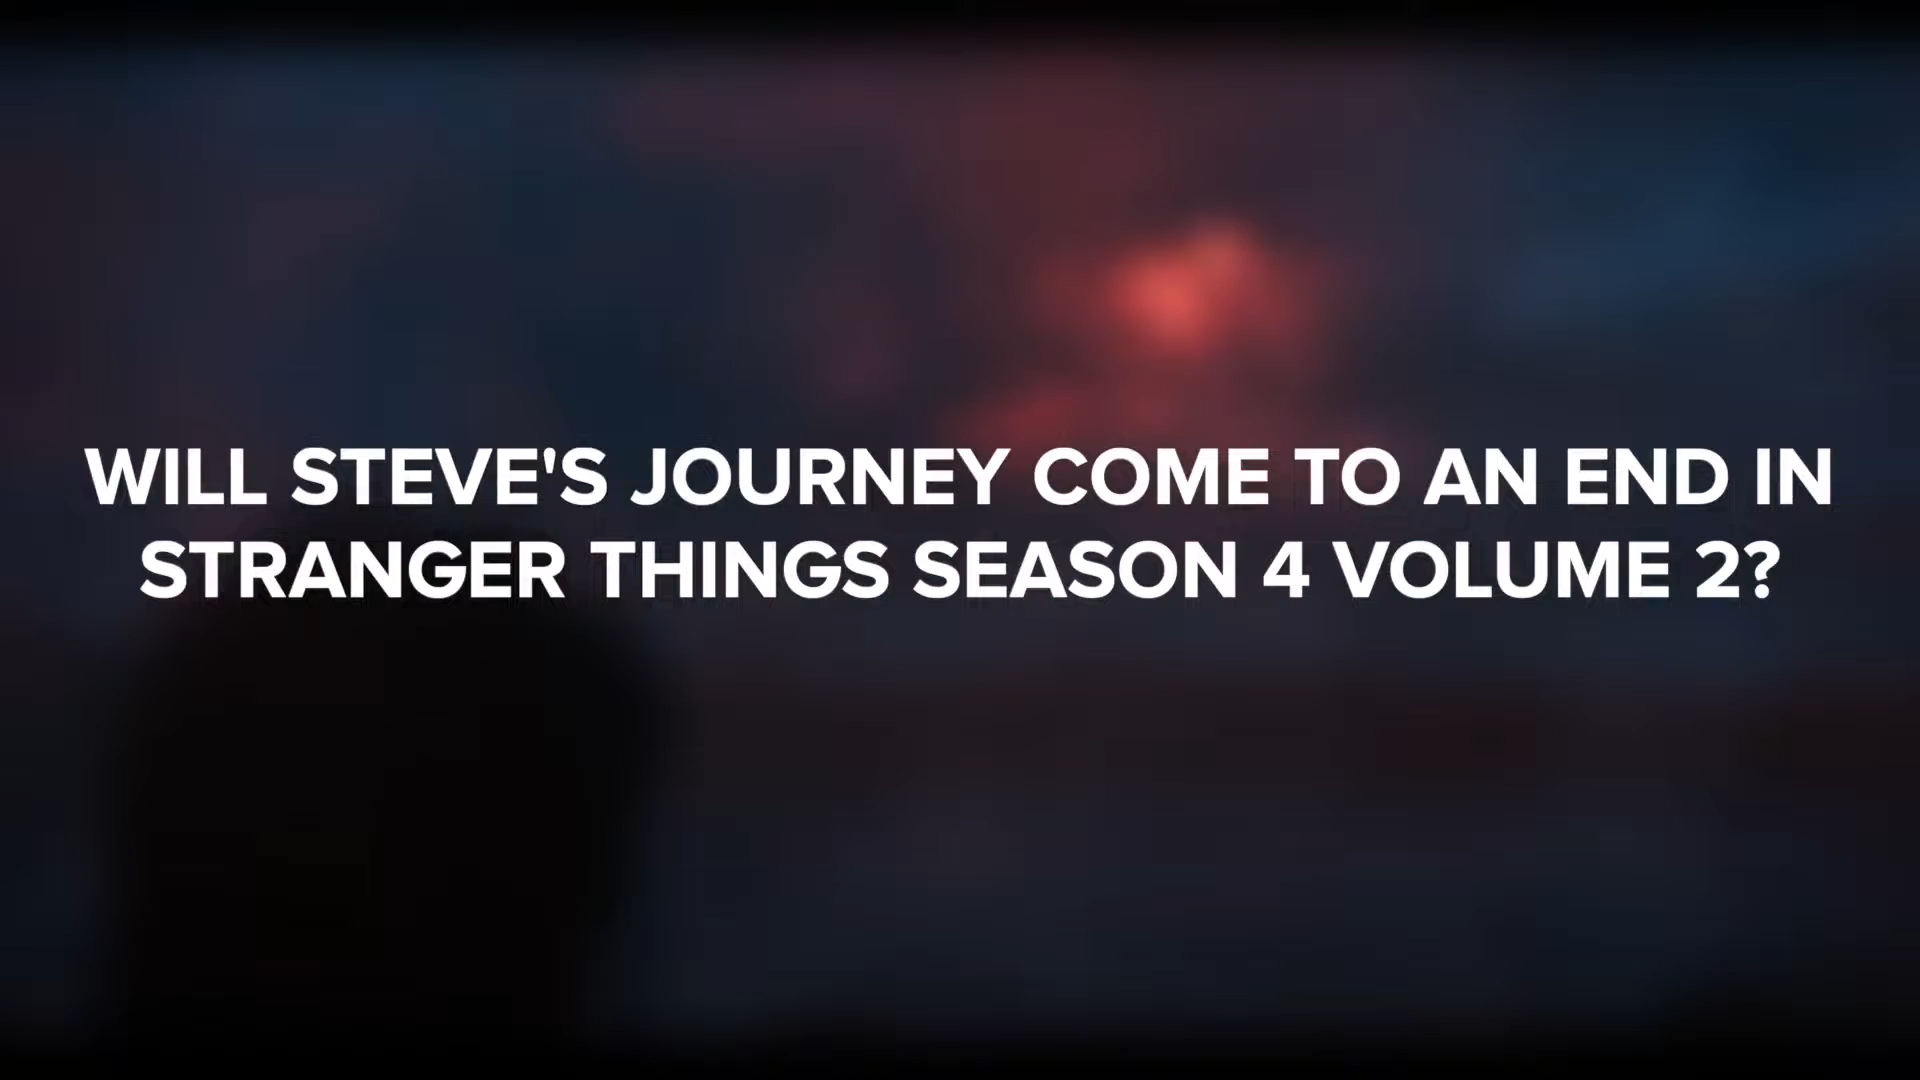 WILL STEVE'S JOURNEY COME TO AN END IN
STRANGER THINGS SEASON 4 VOLUME 2?